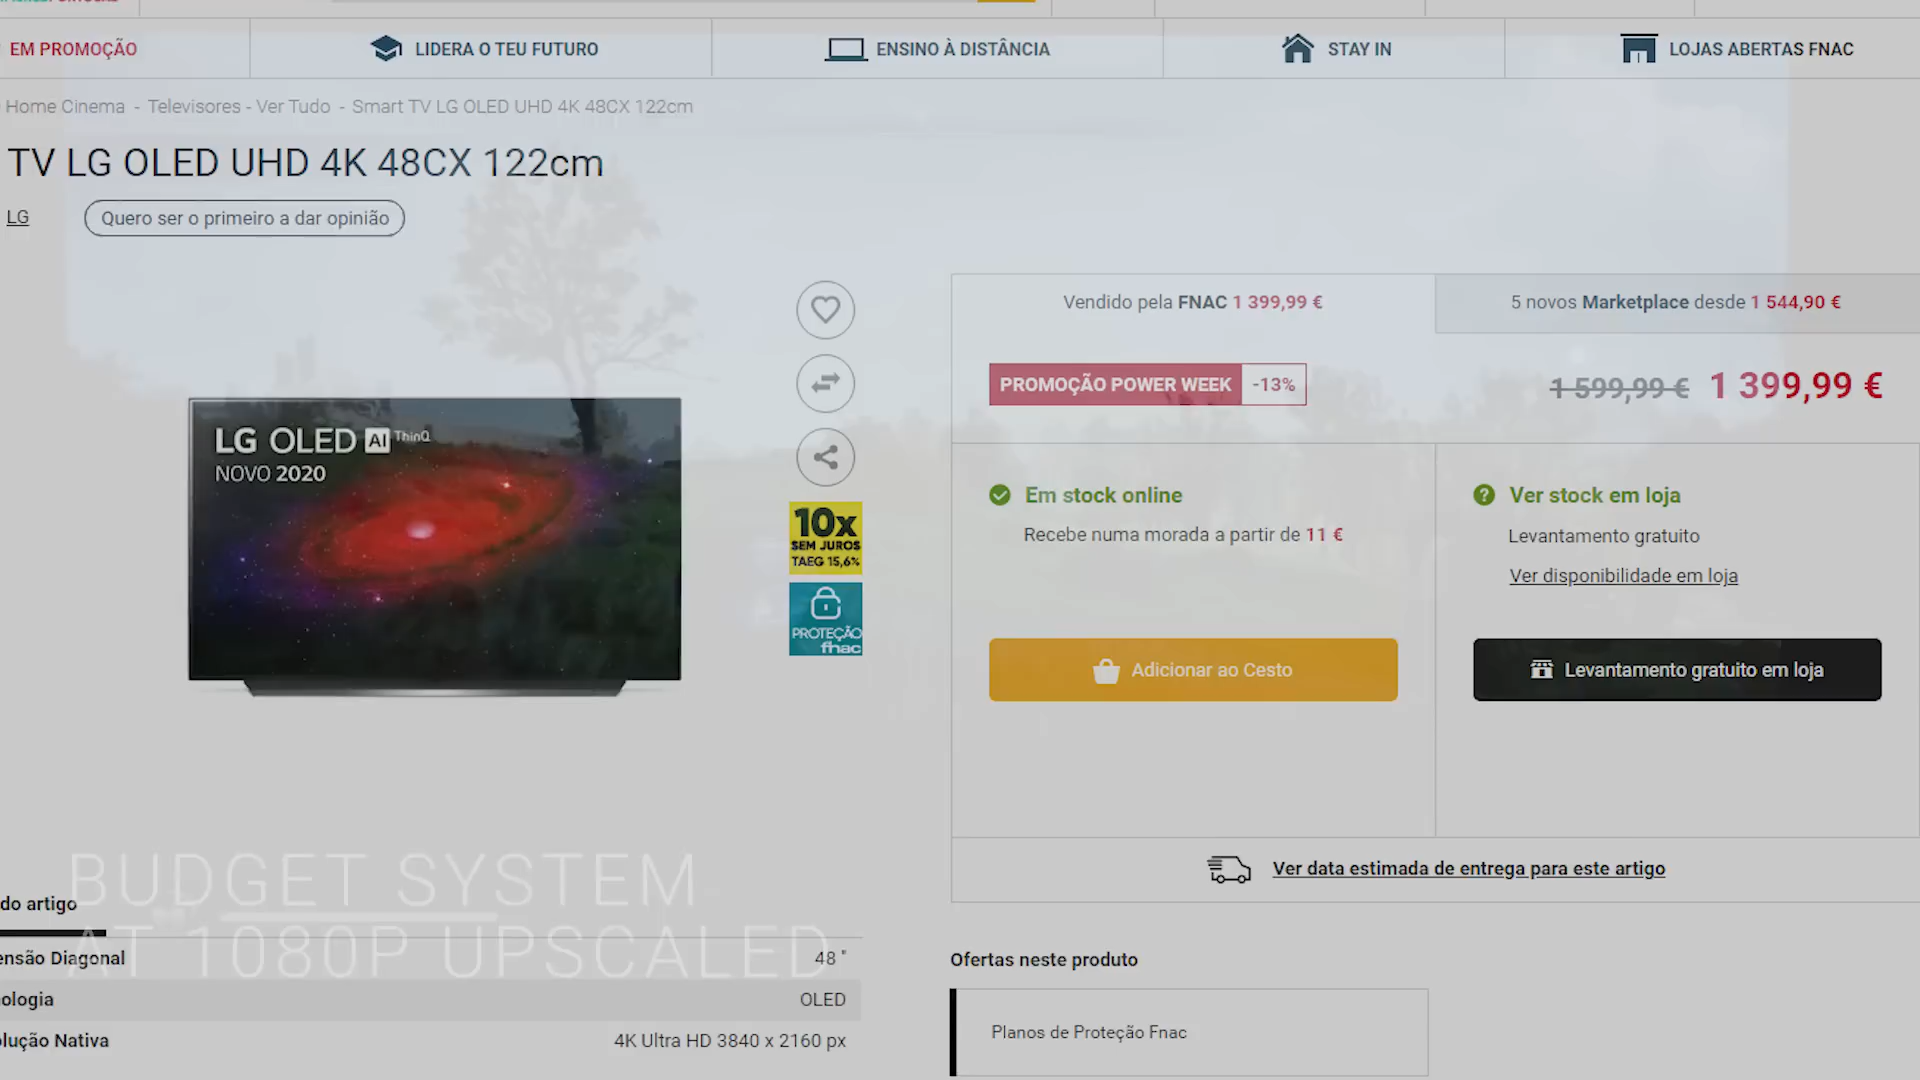 EM PROMOÇÃO
LIDERA O TEU FUTURO
ENSINO À DISTÂNCIA
STAY IN
LOJAS ABERTAS FNAC
Home Cinema - Televisores - Ver Tudo - Smart TV LG OLED UHD 4K 48CX 122cm
TV LG OLED UHD 4K 48CX 122cm
LG
Quero ser o primeiro a dar opinião
Vendido pela FNAC 1 399,99 €
5 novos Marketplace desde 1 544,90 €
PROMOÇÃO POWER WEEK -13%
1 599,99 € 1 399,99 €
LG OLED AI ThinQ
NOVO 2020
Em stock online
Recebe numa morada a partir de 11 €
Ver stock em loja
Levantamento gratuito
Ver disponibilidade em loja
10x
SEM JUROS
TAEG 15,6%
PROTEÇÃO
fnac
Adicionar ao Cesto
Levantamento gratuito em loja
Ver data estimada de entrega para este artigo
BUDGET SYSTEM
AT 1080P UPSCALED
do artigo
ensão Diagonal 48 "
ologia OLED
olução Nativa 4K Ultra HD 3840 x 2160 px
Ofertas neste produto
Planos de Proteção Fnac